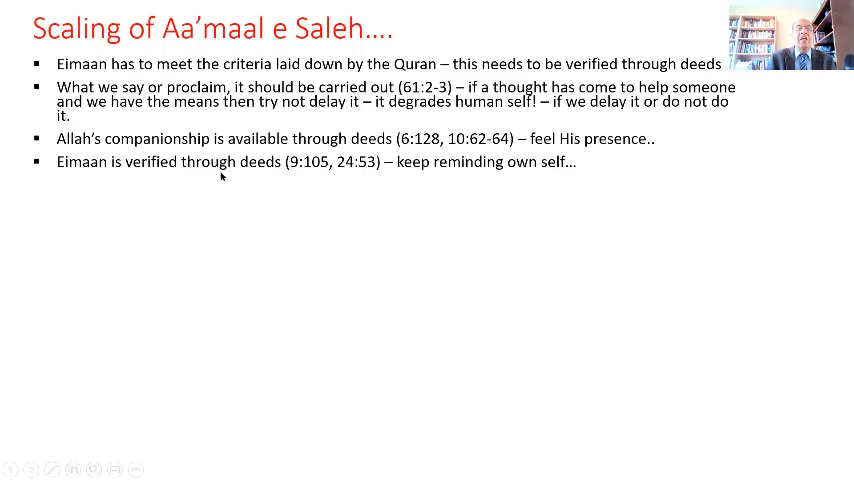 Scaling of Aa’maal e Saleh….
▪ Eimaan has to meet the criteria laid down by the Quran – this needs to be verified through deeds
▪ What we say or proclaim, it should be carried out (61:2-3) – if a thought has come to help someone
and we have the means then try not delay it – it degrades human self! – if we delay it or do not do
it.
▪ Allah’s companionship is available through deeds (6:128, 10:62-64) – feel His presence..
▪ Eimaan is verified through deeds (9:105, 24:53) – keep reminding own self…